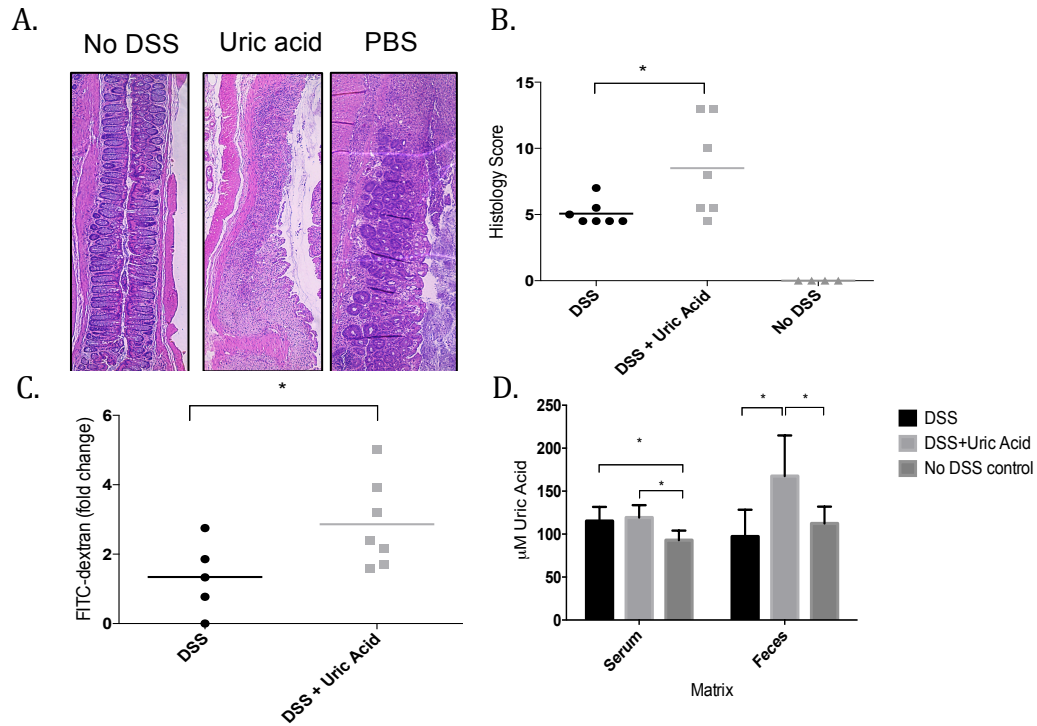 A.
No DSS Uric acid PBS
B.
*
Histology Score
15
10
5
0
DSS
DSS + Uric Acid
No DSS
C.
*
FITC-dextran (fold change)
6
4
2
0
DSS
DSS + Uric Acid
D.
* *
*
*
µM Uric Acid
250
200
150
100
50
0
Serum
Feces
Matrix
DSS
DSS+Uric Acid
No DSS control